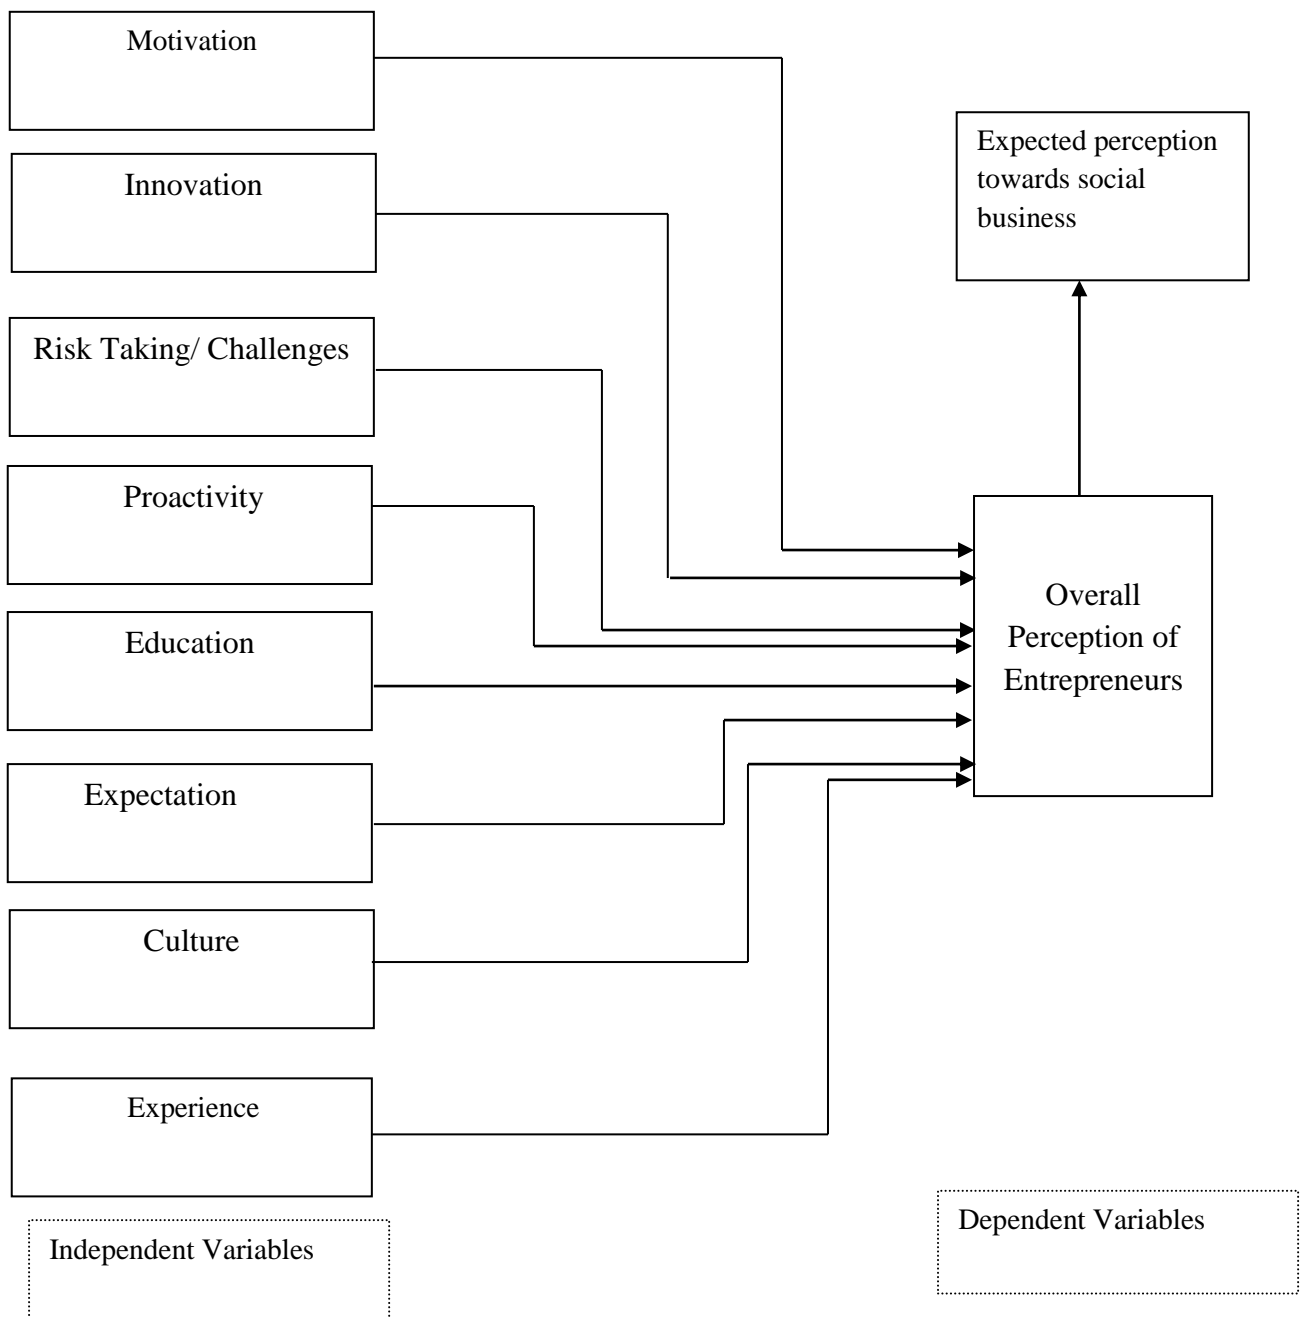 Motivation
Innovation
Risk Taking/ Challenges
Proactivity
Education
Expectation
Culture
Experience
Independent Variables
Expected perception
towards social
business
Overall
Perception of
Entrepreneurs
Dependent Variables